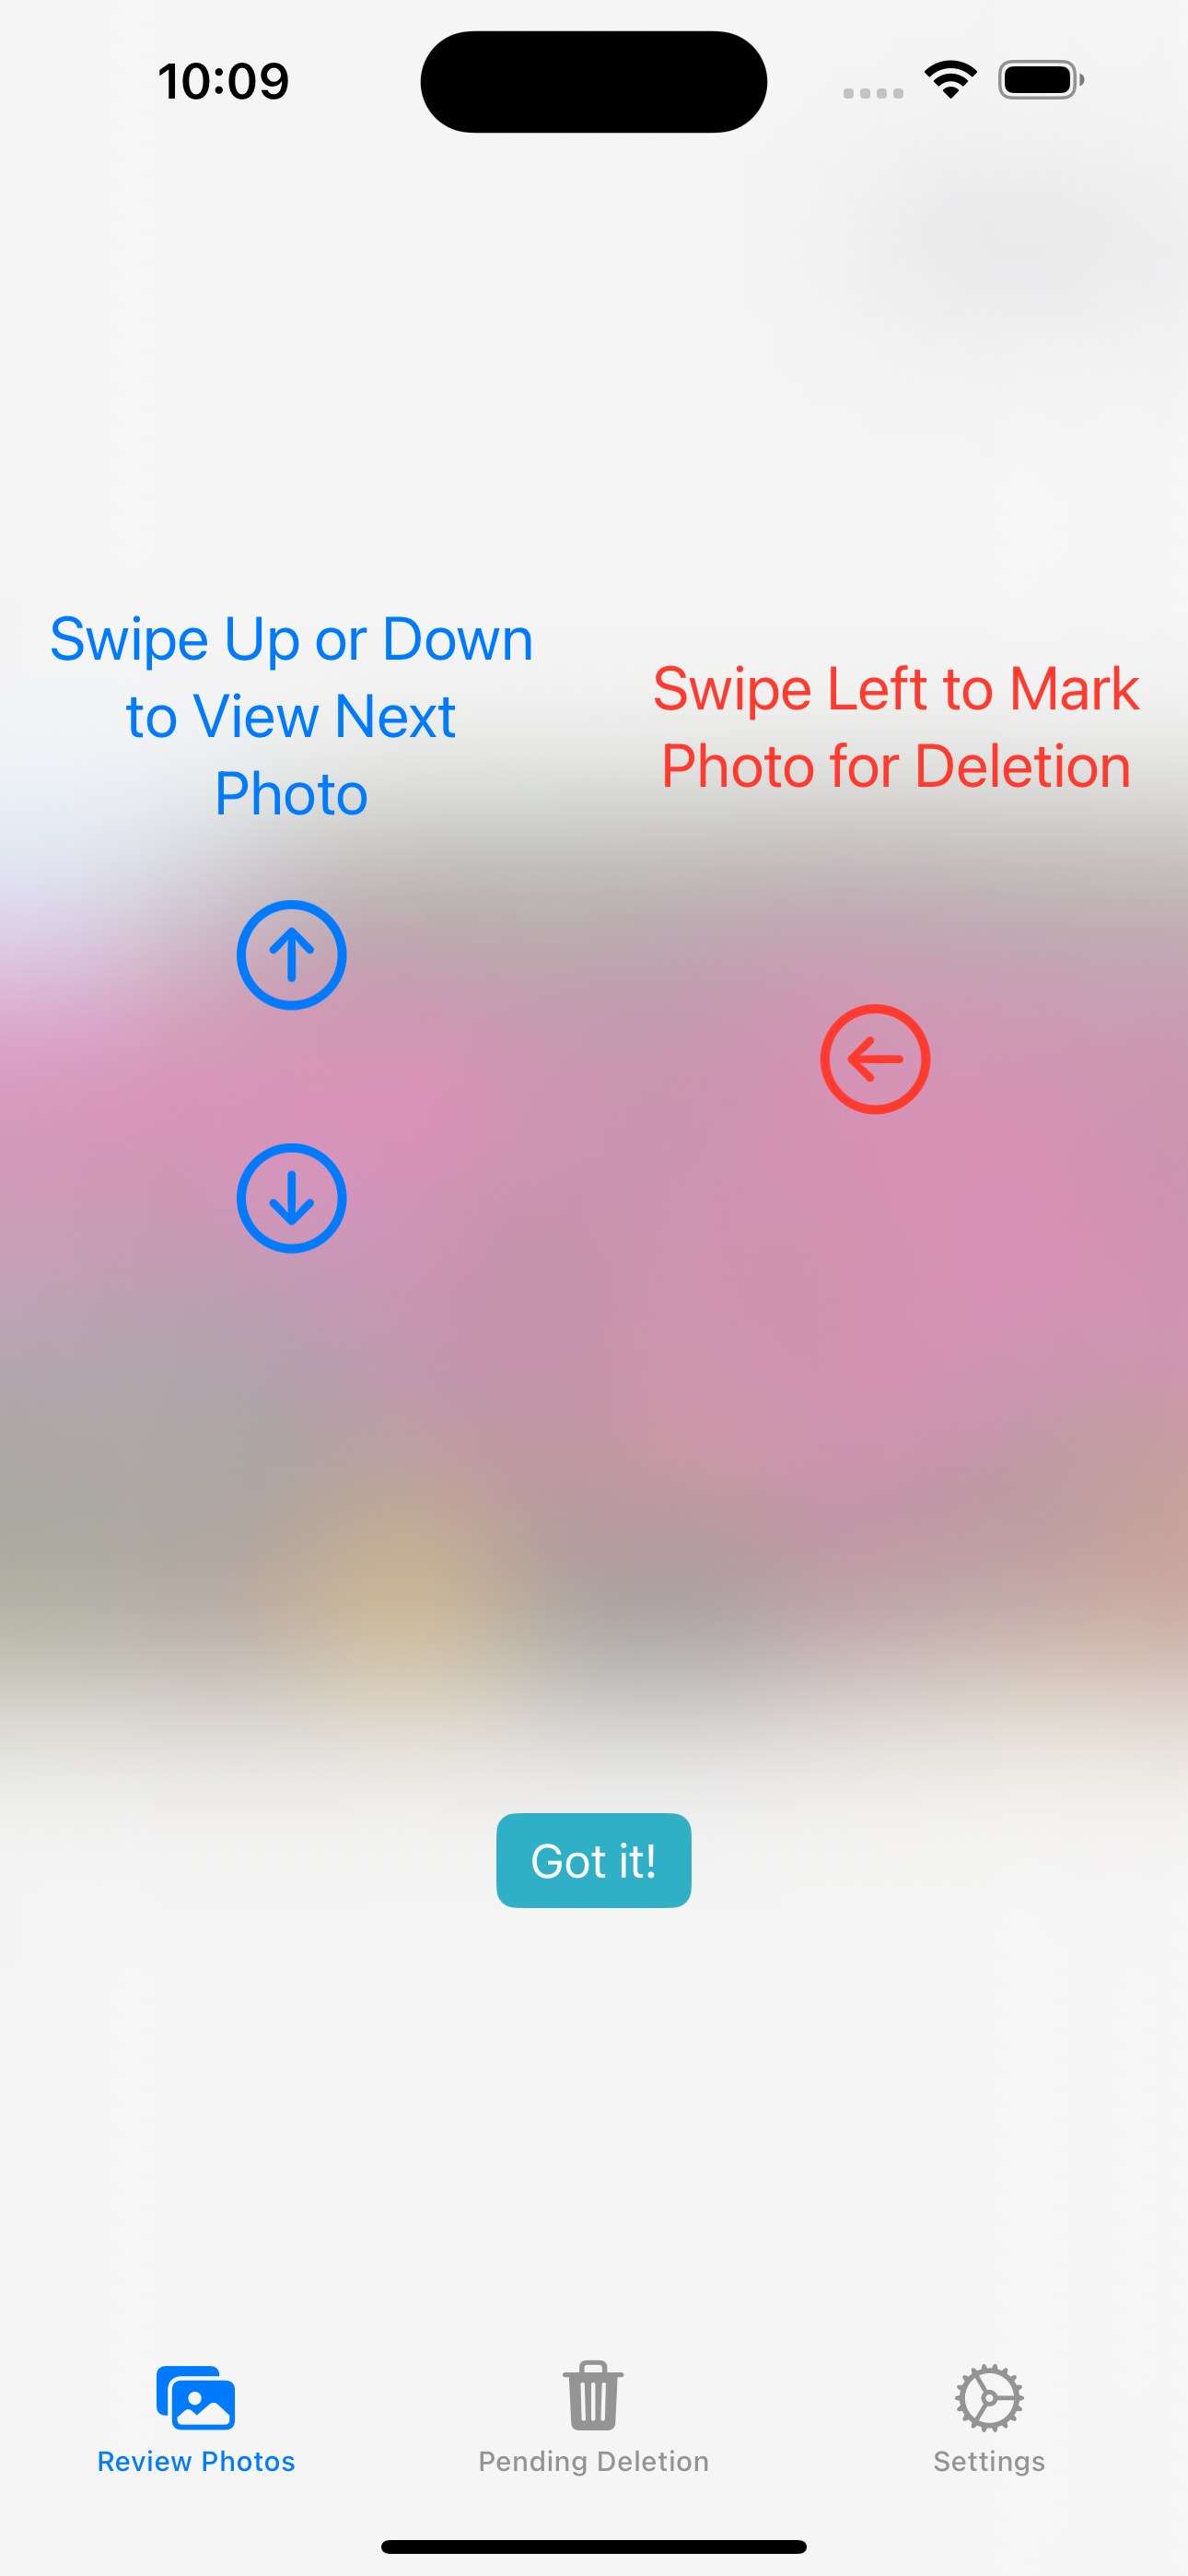 10:09
Swipe Up or Down
to View Next
Photo
Swipe Left to Mark
Photo for Deletion
Got it!
Review Photos
Pending Deletion
Settings